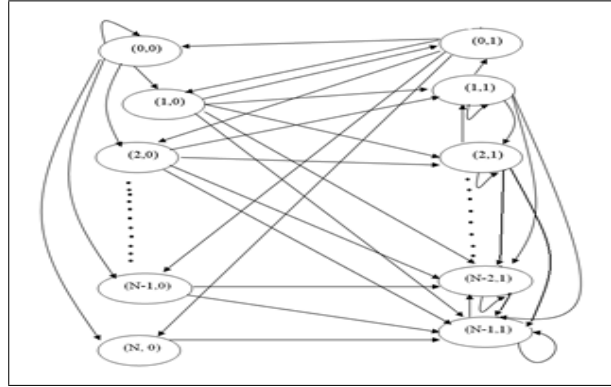 (0,0)
(0,1)
(1,0)
(1,1)
(2,0)
(2,1)
(N-1,0)
(N-2,1)
(N, 0)
(N-1,1)